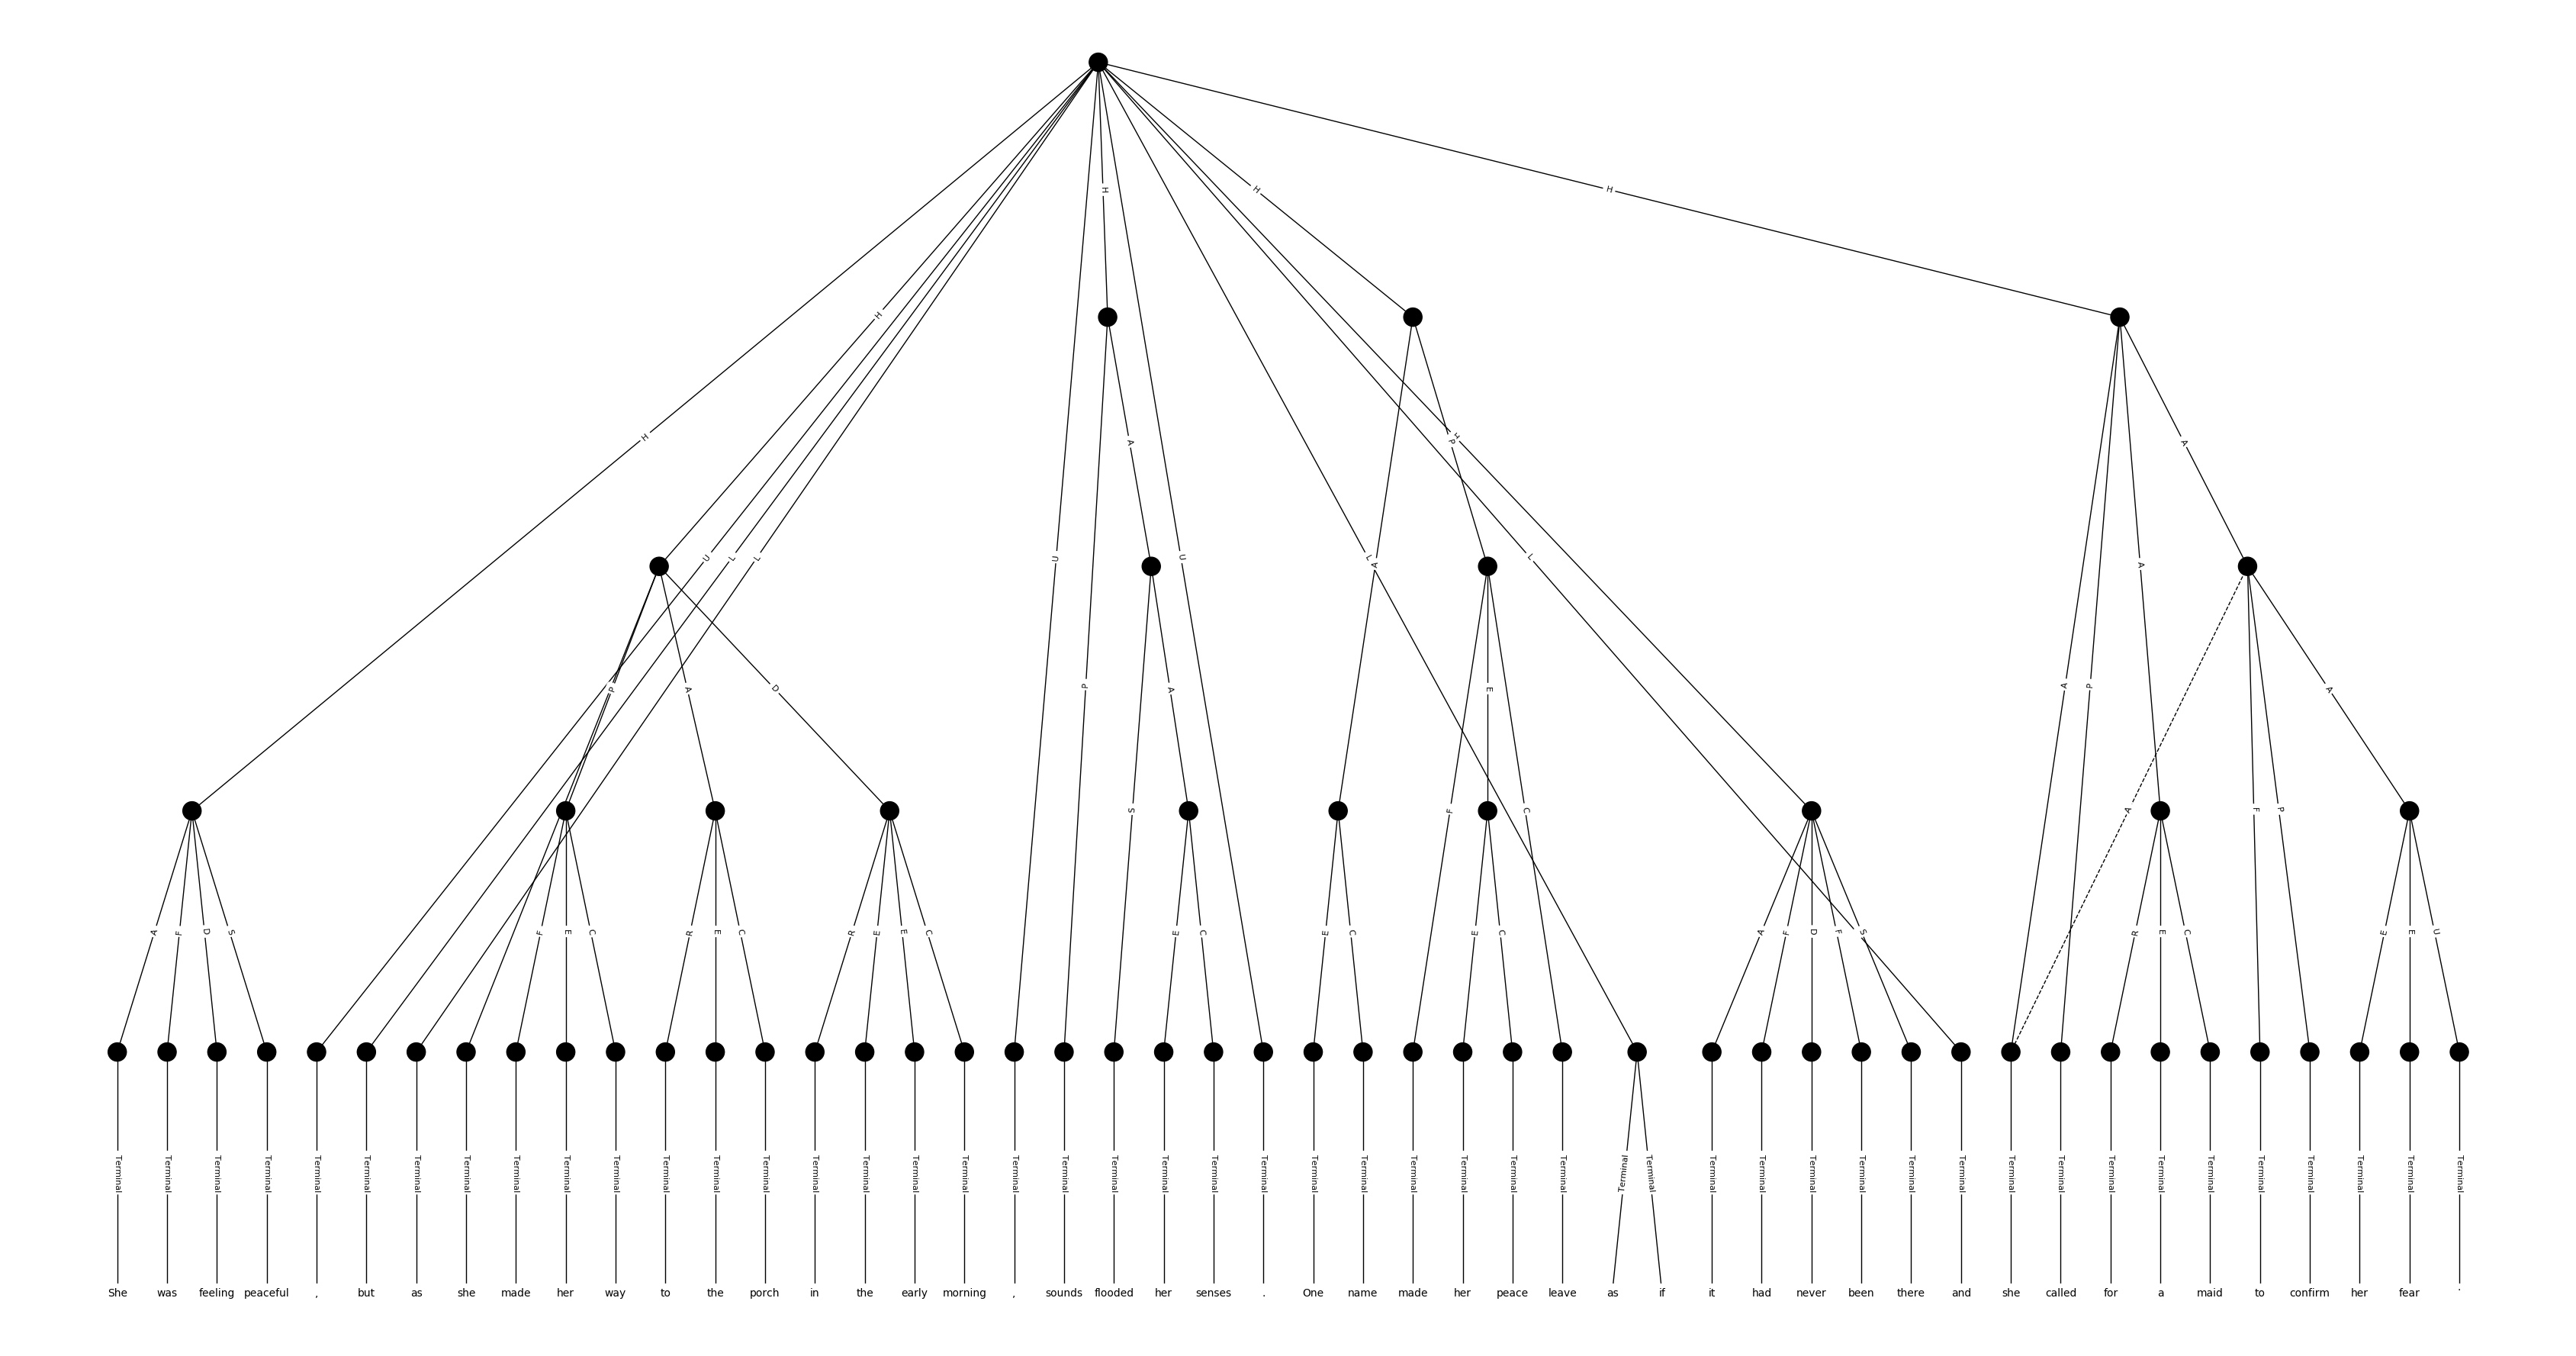 H
H
H
H
H
H
A
P
A
U
L
L
U
U
L
A
L
A
P
A
D
P
A
E
A
P
A
S
F
C
A
F
P
A
F
D
S
F
E
C
R
E
C
R
E
E
C
E
C
E
C
E
C
A
F
D
F
S
R
E
C
E
E
U
Terminal Terminal Terminal Terminal Terminal Terminal Terminal Terminal Terminal Terminal Terminal Terminal Terminal Terminal Terminal Terminal Terminal Terminal Terminal Terminal Terminal Terminal Terminal Terminal Terminal Terminal Terminal Terminal Terminal Terminal Terminal Terminal Terminal Terminal Terminal Terminal Terminal Terminal Terminal Terminal Terminal Terminal Terminal Terminal Terminal Terminal Terminal Terminal
She was feeling peaceful , but as she made her way to the porch in the early morning , sounds flooded her senses . One name made her peace leave as if it had never been there and she called for a maid to confirm her fear